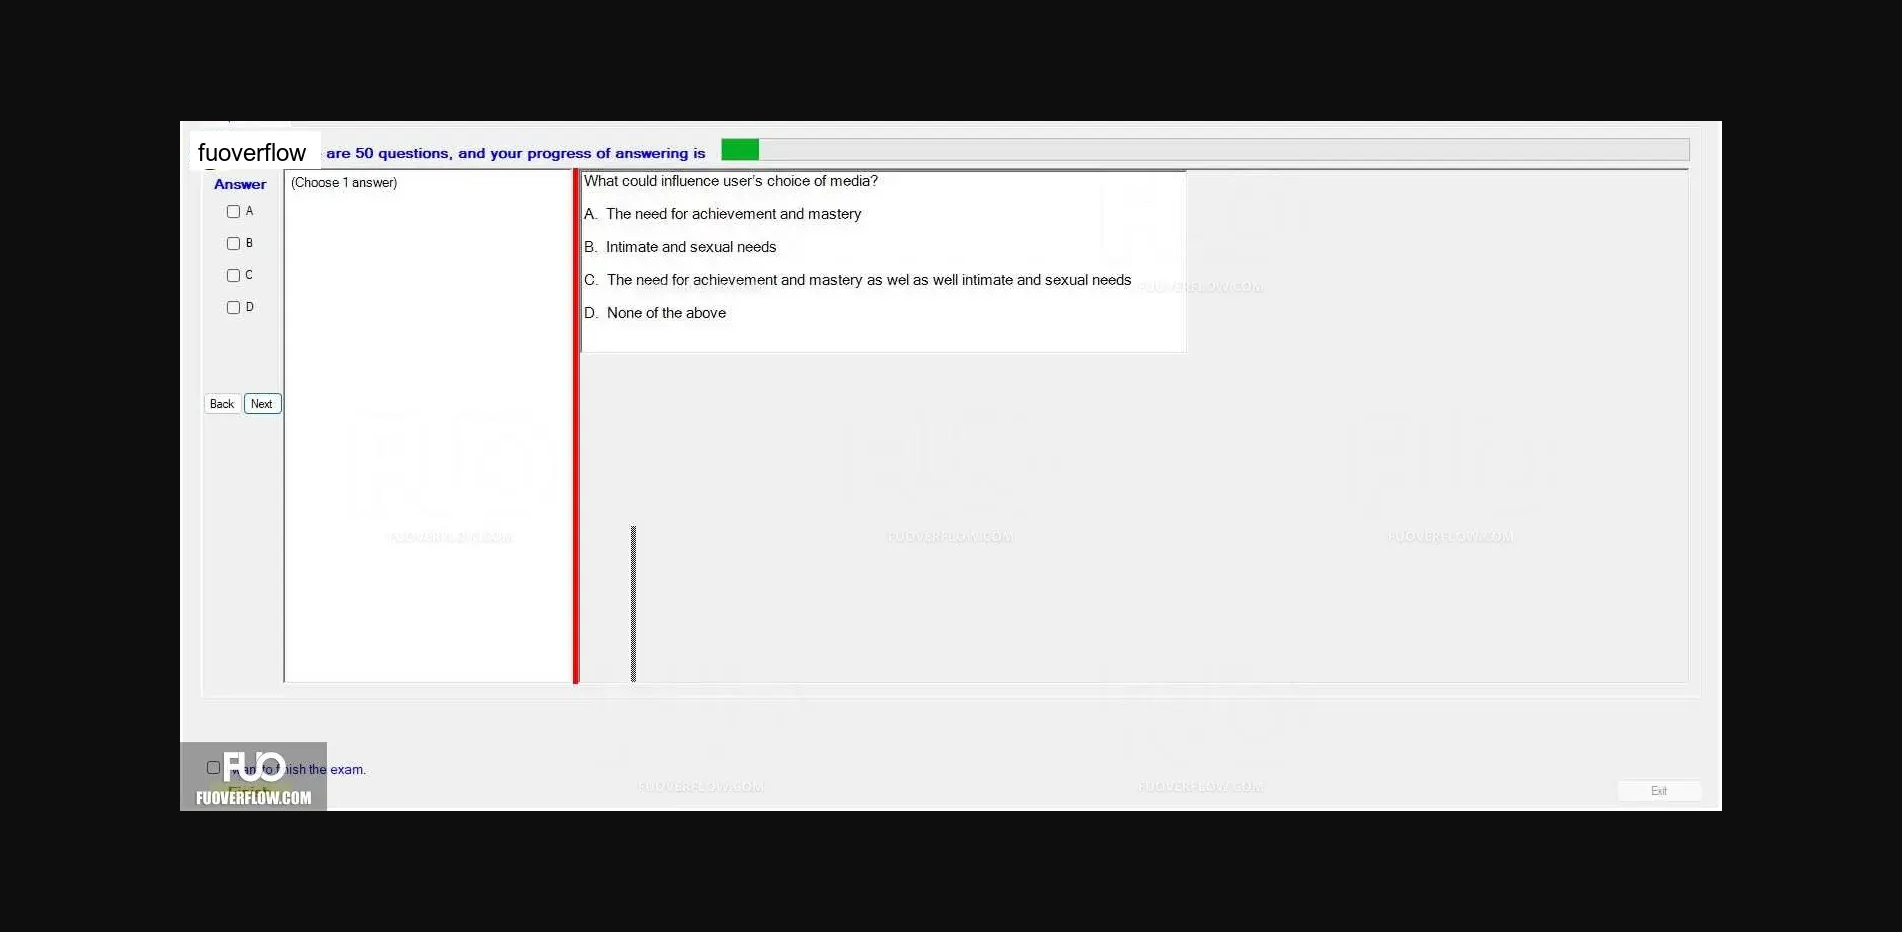 fuoverflow are 50 questions, and your progress of answering is
Answer
(Choose 1 answer)
A
B
C
D
Back Next
What could influence user's choice of media?
A. The need for achievement and mastery
B. Intimate and sexual needs
C. The need for achievement and mastery as wel as well intimate and sexual needs
D. None of the above
FUOVERFLOW.COM
FUOVERFLOW.COM
FUOVERFLOW.COM
FUOVERFLOW.COM
FUOVERFLOW.COM
FUOVERFLOW.COM
FUO
want to finish the exam.
Finish
FUOVERFLOW.COM
Exit